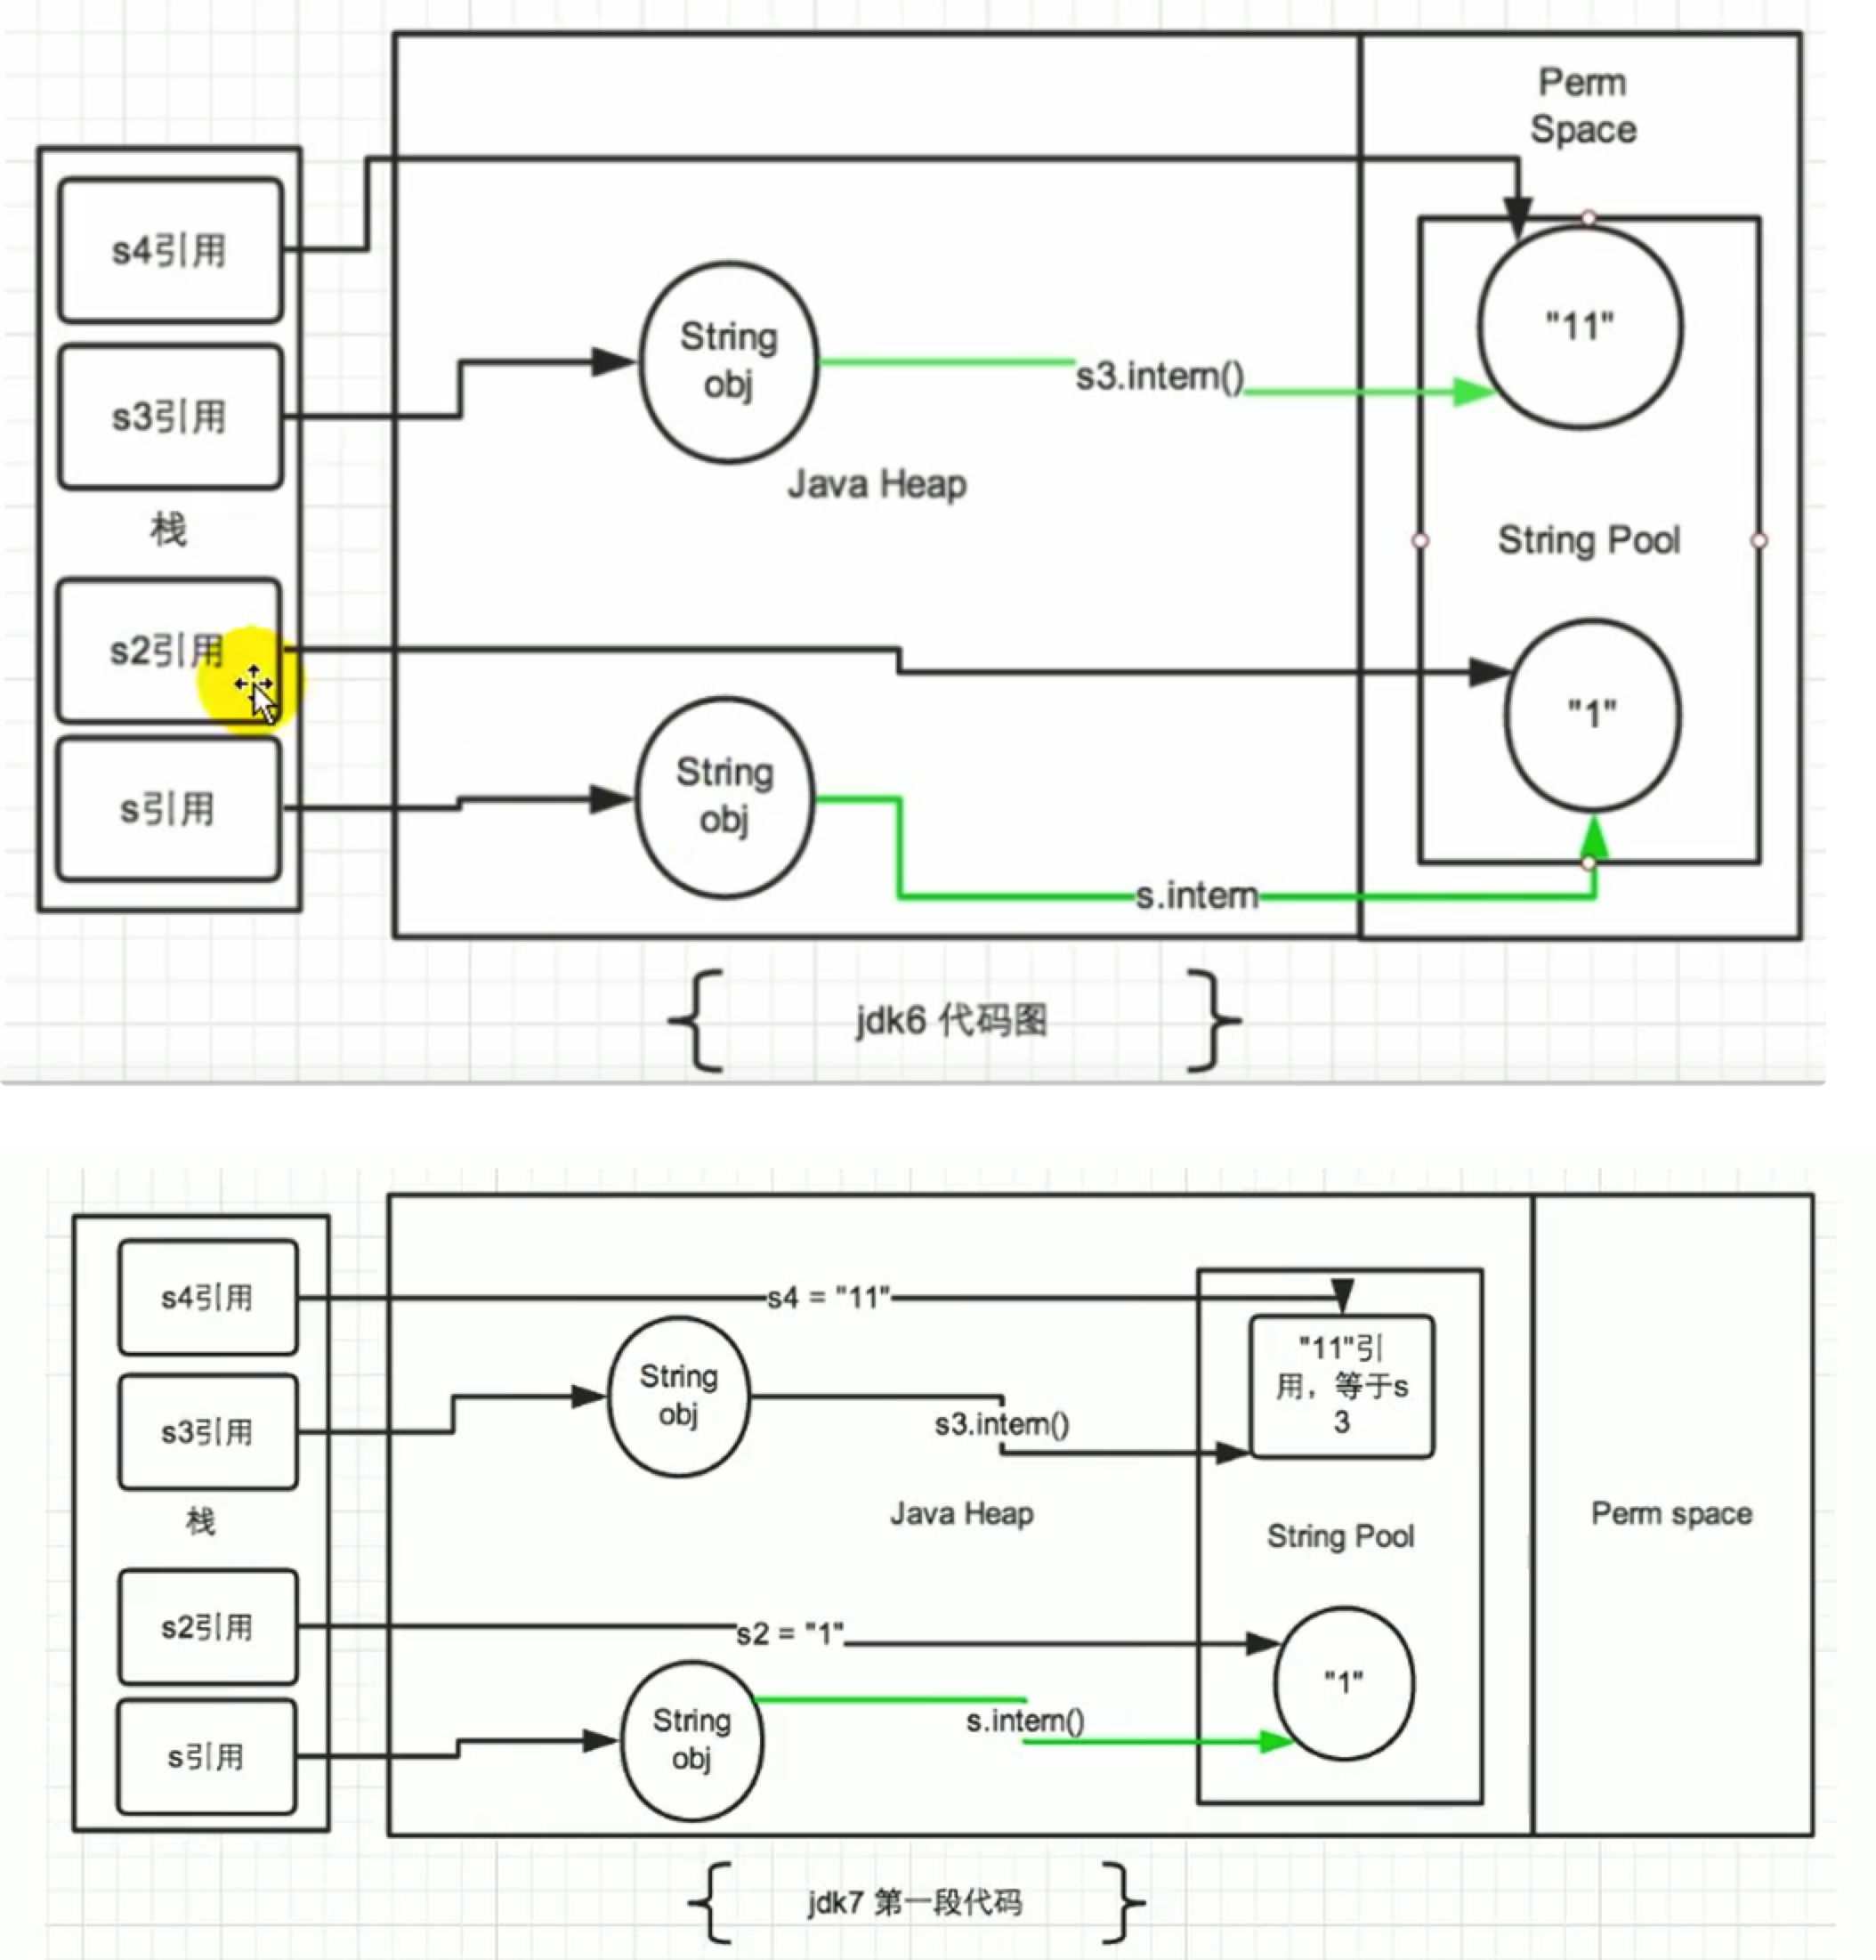 Perm
Space
s4引用
String
obj
s3.intern()
"11"
s3引用
Java Heap
栈
String Pool
s2引用
"1"
String
obj
s引用
s.intern
jdk6 代码图
s4引用
s4 = "11"
"11"引
用，等于s
3
String
obj
s3.intern()
s3引用
Java Heap
Perm space
栈
String Pool
s2引用
s2 = "1"
"1"
String
obj
s.intern()
s引用
jdk7 第一段代码